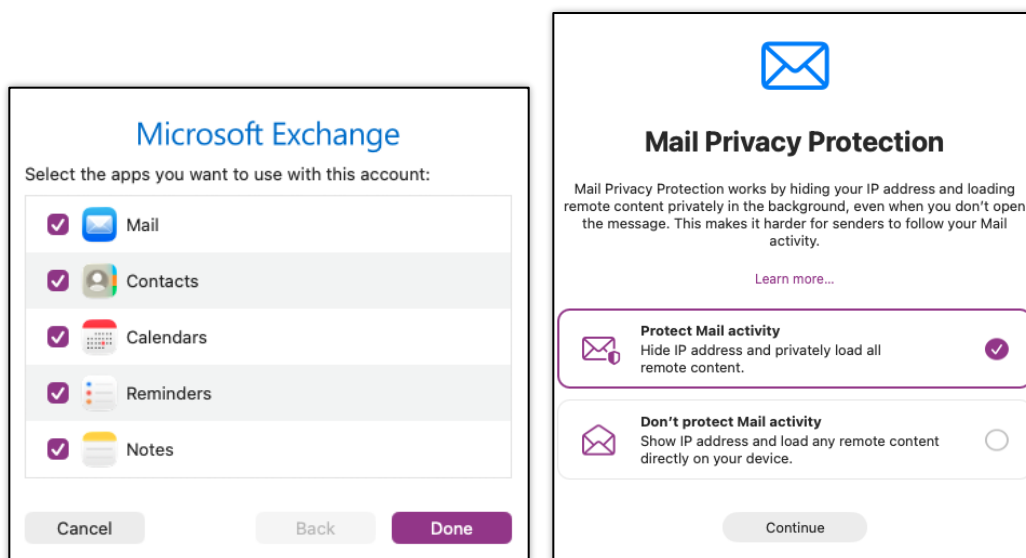 Microsoft Exchange
Select the apps you want to use with this account:
Mail
Contacts
Calendars
Reminders
Notes
Cancel
Back
Done
Mail Privacy Protection
Mail Privacy Protection works by hiding your IP address and loading
remote content privately in the background, even when you don’t open
the message. This makes it harder for senders to follow your Mail
activity.
Learn more...
Protect Mail activity
Hide IP address and privately load all
remote content.
Don’t protect Mail activity
Show IP address and load any remote content
directly on your device.
Continue